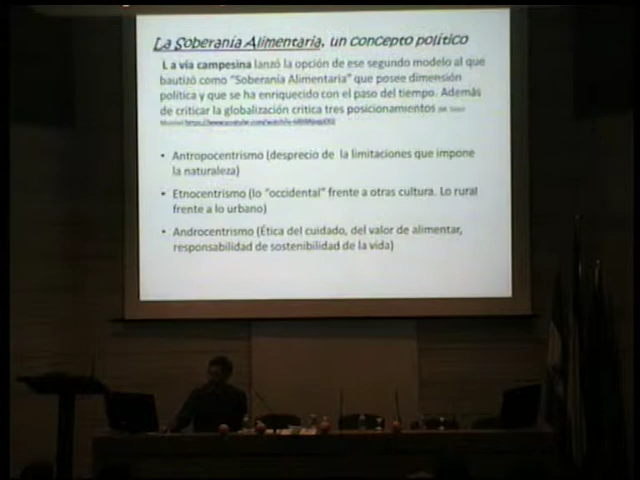 La Soberanía Alimentaria, un concepto político
L a vía campesina lanzó la opción de ese segundo modelo al que
bautizó como "Soberanía Alimentaria" que posee dimensión
política y que se ha enriquecido con el paso del tiempo. Además
de criticar la globalización critica tres posicionamentos
• Antropocentrismo (desprecio de la limitaciones que impone
la naturaleza)
• Etnocentrismo (lo "occidental" frente a otras cultura. Lo rural
frente a lo urbano)
• Androcentrismo (Ética del cuidado, del valor de alimentar,
responsabilidad de sostenibilidad de la vida)